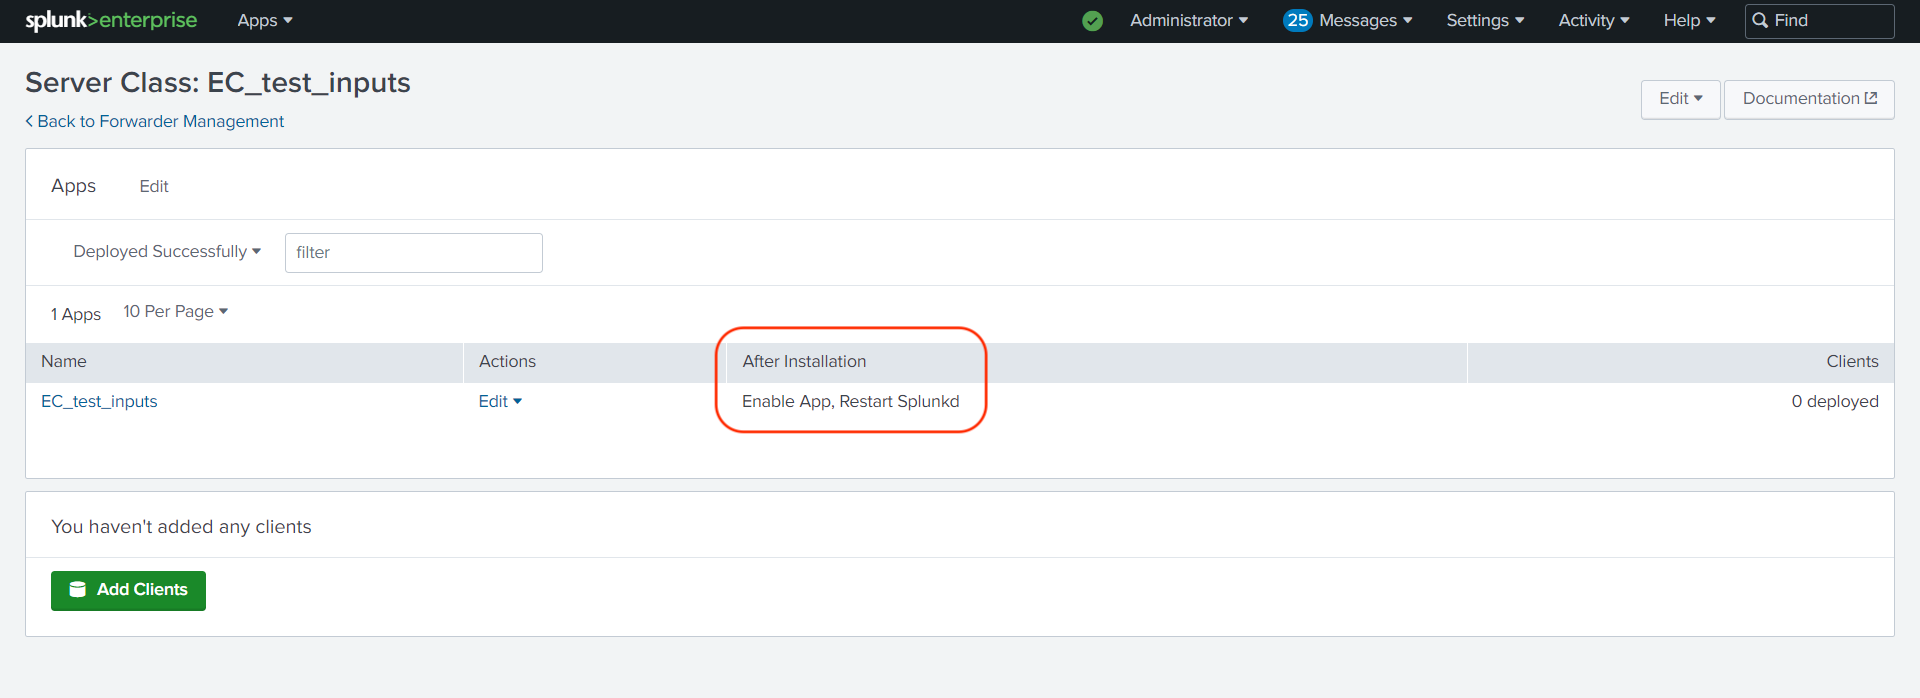 splunk>enterprise Apps Administrator 25 Messages Settings Activity Help Find
Server Class: EC_test_inputs
Edit Documentation
Back to Forwarder Management
Apps Edit
Deployed Successfully filter
1 Apps 10 Per Page
Name Actions After Installation Clients
EC_test_inputs Edit Enable App, Restart Splunkd 0 deployed
You haven't added any clients
Add Clients